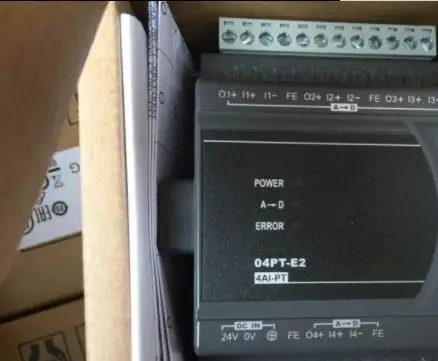 O1+ I1+ I1- FE O2+ I2+ I2- FE O3+ I3+ I3-
A→D
POWER
A→D
ERROR
04PT-E2
4AI-PT
DC IN
A→D
24V 0V FE O4+ I4+ I4- FE
EAC